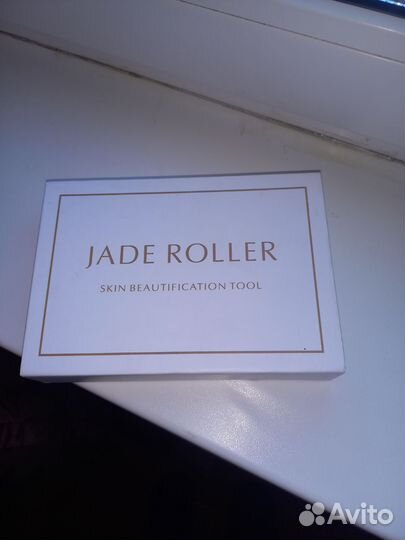 JADE ROLLER
SKIN BEAUTIFICATION TOOL
Avito